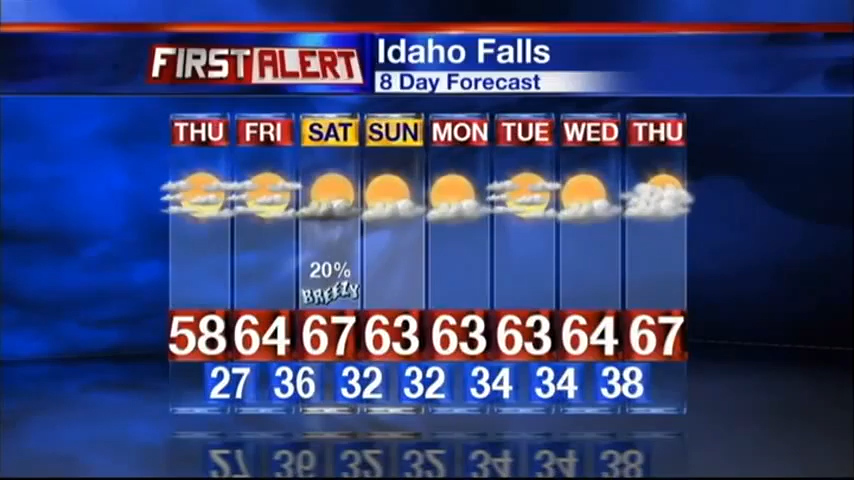 FIRST ALERT
Idaho Falls
8 Day Forecast
THU FRI SAT SUN MON TUE WED THU
20%
BREEZY
58 64 67 63 63 63 64 67
27 36 32 32 34 34 38